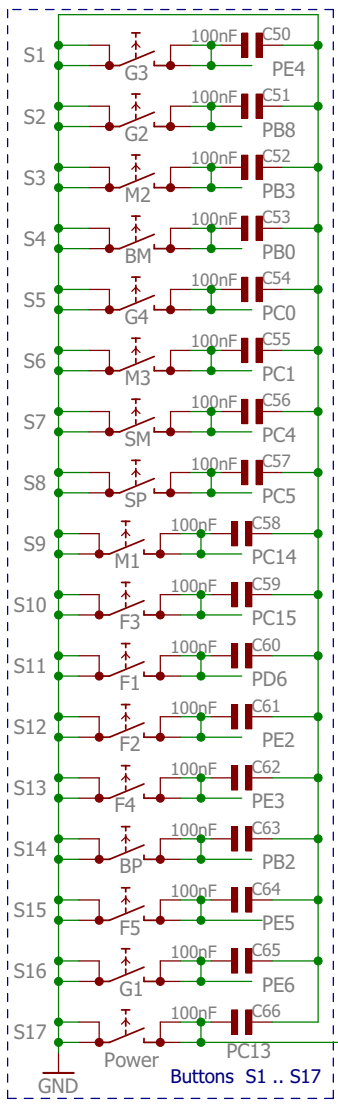 100nF C50
S1
G3 PE4
100nF C51
S2
G2 PB8
100nF C52
S3
M2 PB3
100nF C53
S4
BM PB0
100nF C54
S5
G4 PC0
100nF C55
S6
M3 PC1
100nF C56
S7
SM PC4
100nF C57
S8
SP PC5
100nF C58
S9
M1 PC14
100nF C59
S10
F3 PC15
100nF C60
S11
F1 PD6
100nF C61
S12
F2 PE2
100nF C62
S13
F4 PE3
100nF C63
S14
BP PB2
100nF C64
S15
F5 PE5
100nF C65
S16
G1 PE6
100nF C66
S17
Power PC13
GND Buttons S1 .. S17